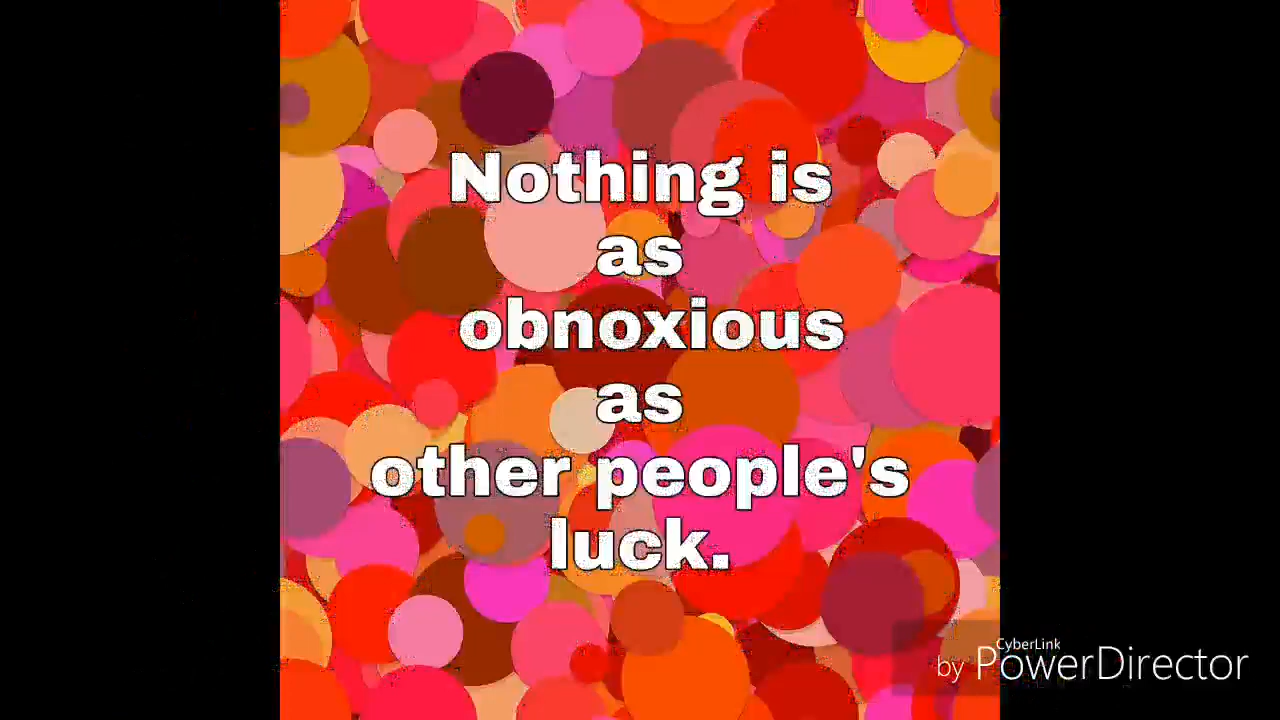 Nothing is
as
obnoxious
as
other people's
luck.
CyberLink
by PowerDirector